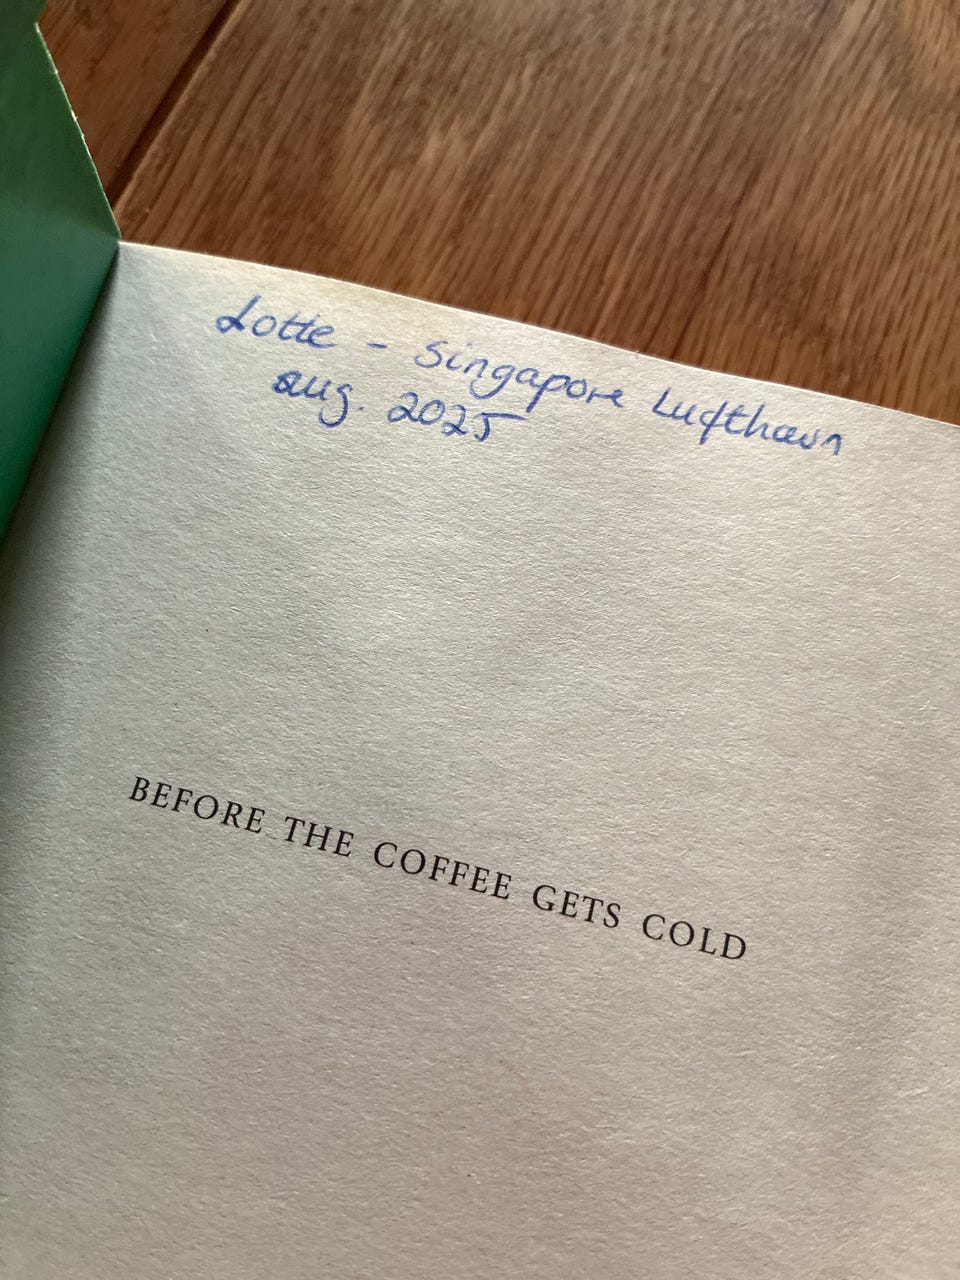 Lotte - Singapore Lufthavn
aug. 2025
BEFORE THE COFFEE GETS COLD